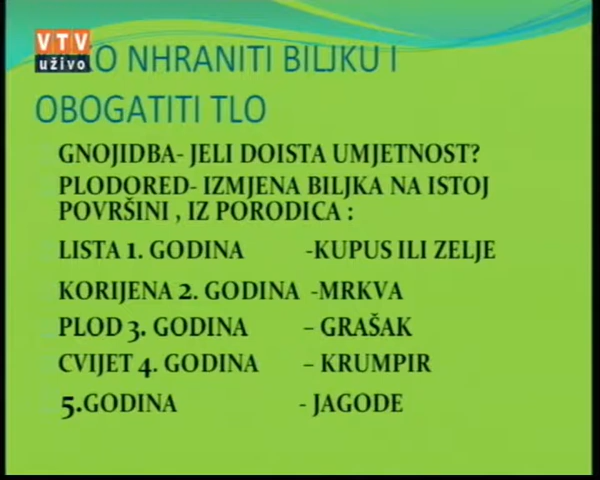 VTV
uživo
O NHRANITI BILJKU I
OBOGATITI TLO
GNOJIDBA- JELI DOISTA UMJETNOST?
PLODORED- IZMJENA BILJKA NA ISTOJ
POVRŠINI , IZ PORODICA :
LISTA 1. GODINA -KUPUS ILI ZELJE
KORIJENA 2. GODINA -MRKVA
PLOD 3. GODINA – GRAŠAK
CVIJET 4. GODINA – KRUMPIR
5.GODINA - JAGODE